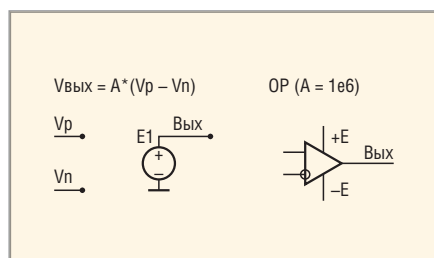 Vвых = A*(Vp – Vn)
OP (A = 1e6)
Vp
E1
Вых
+
–
Vn
+E
Вых
–E